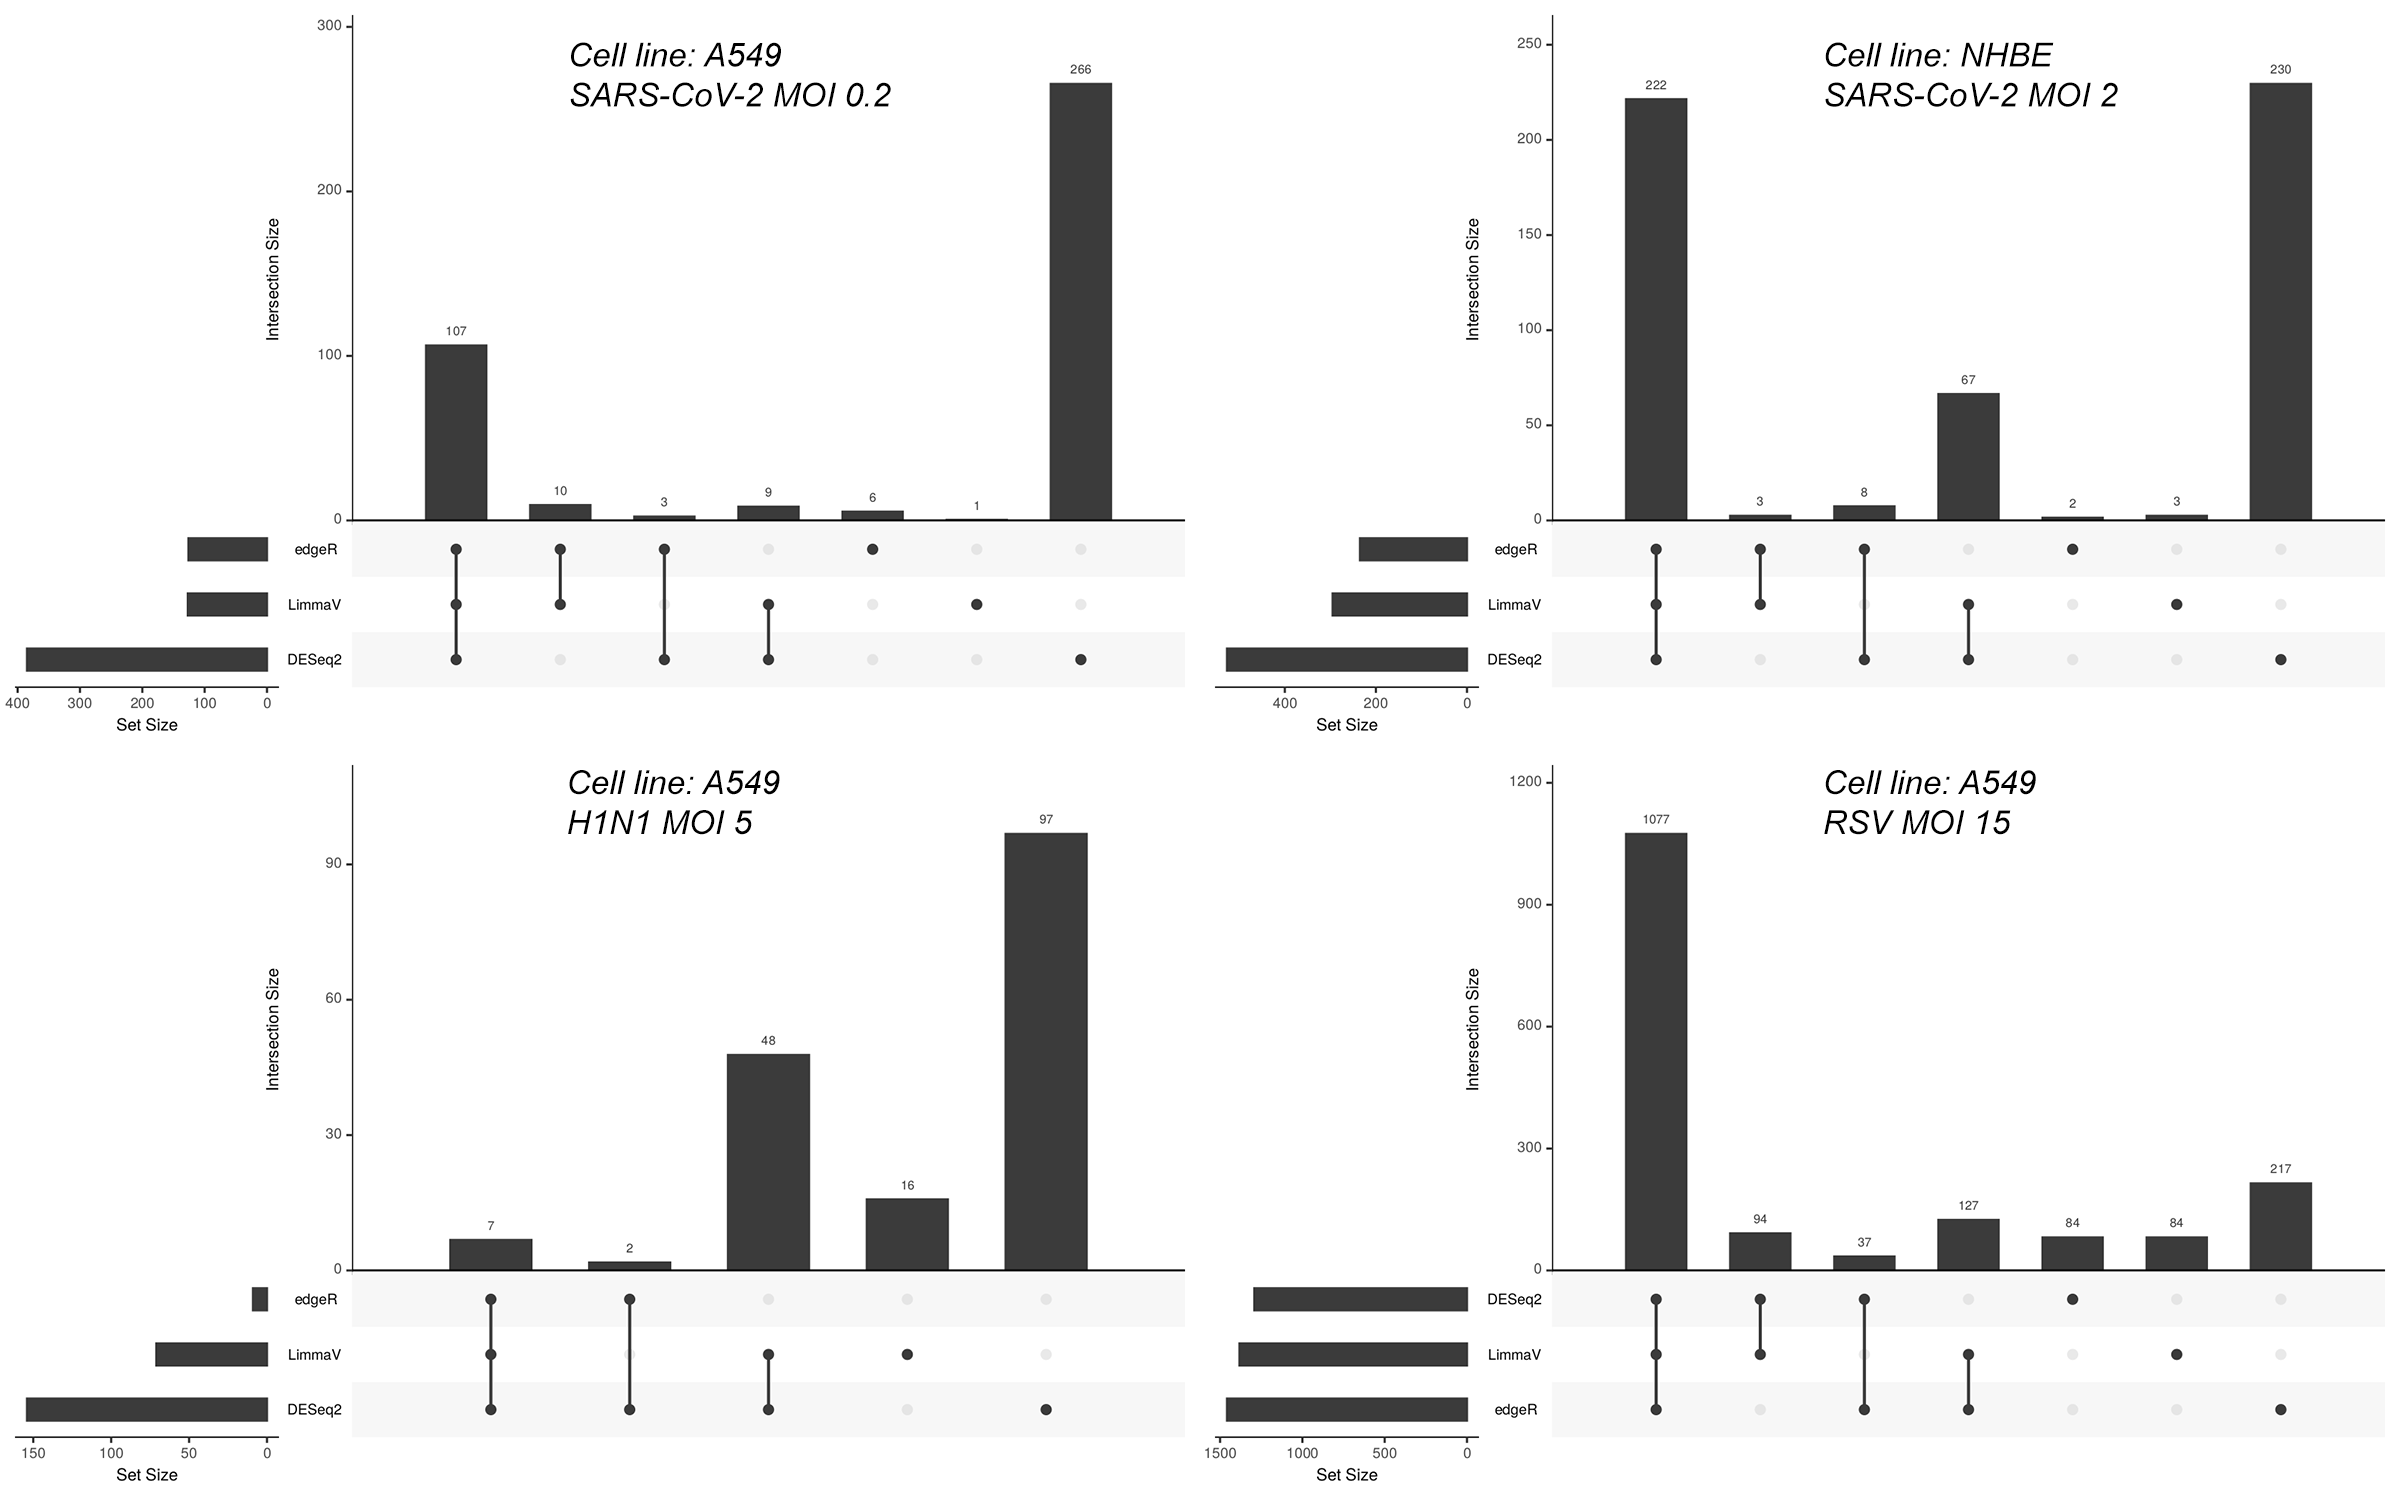 Cell line: A549
SARS-CoV-2 MOI 0.2
300
200
100
0
Intersection Size
266
107
10
3
9
6
1
edgeR
LimmaV
DESeq2
400 300 200 100 0
Set Size
Cell line: NHBE
SARS-CoV-2 MOI 2
250
200
150
100
50
0
Intersection Size
222
3
8
67
2
3
230
edgeR
LimmaV
DESeq2
400 200 0
Set Size
Cell line: A549
H1N1 MOI 5
90
60
30
0
Intersection Size
7
2
48
16
97
edgeR
LimmaV
DESeq2
150 100 50 0
Set Size
Cell line: A549
RSV MOI 15
1200
900
600
300
0
Intersection Size
1077
94
37
127
84
84
217
DESeq2
LimmaV
edgeR
1500 1000 500 0
Set Size